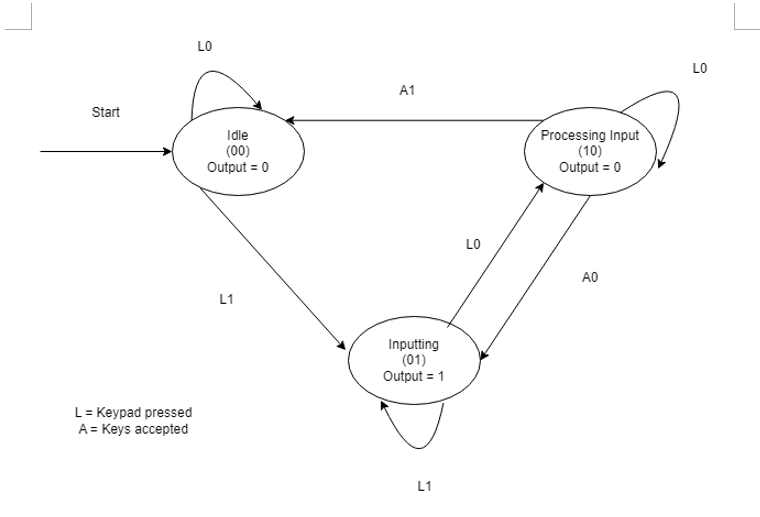 L0
L0
A1
Start
Idle
(00)
Output = 0
Processing Input
(10)
Output = 0
L0
A0
L1
Inputting
(01)
Output = 1
L = Keypad pressed
A = Keys accepted
L1